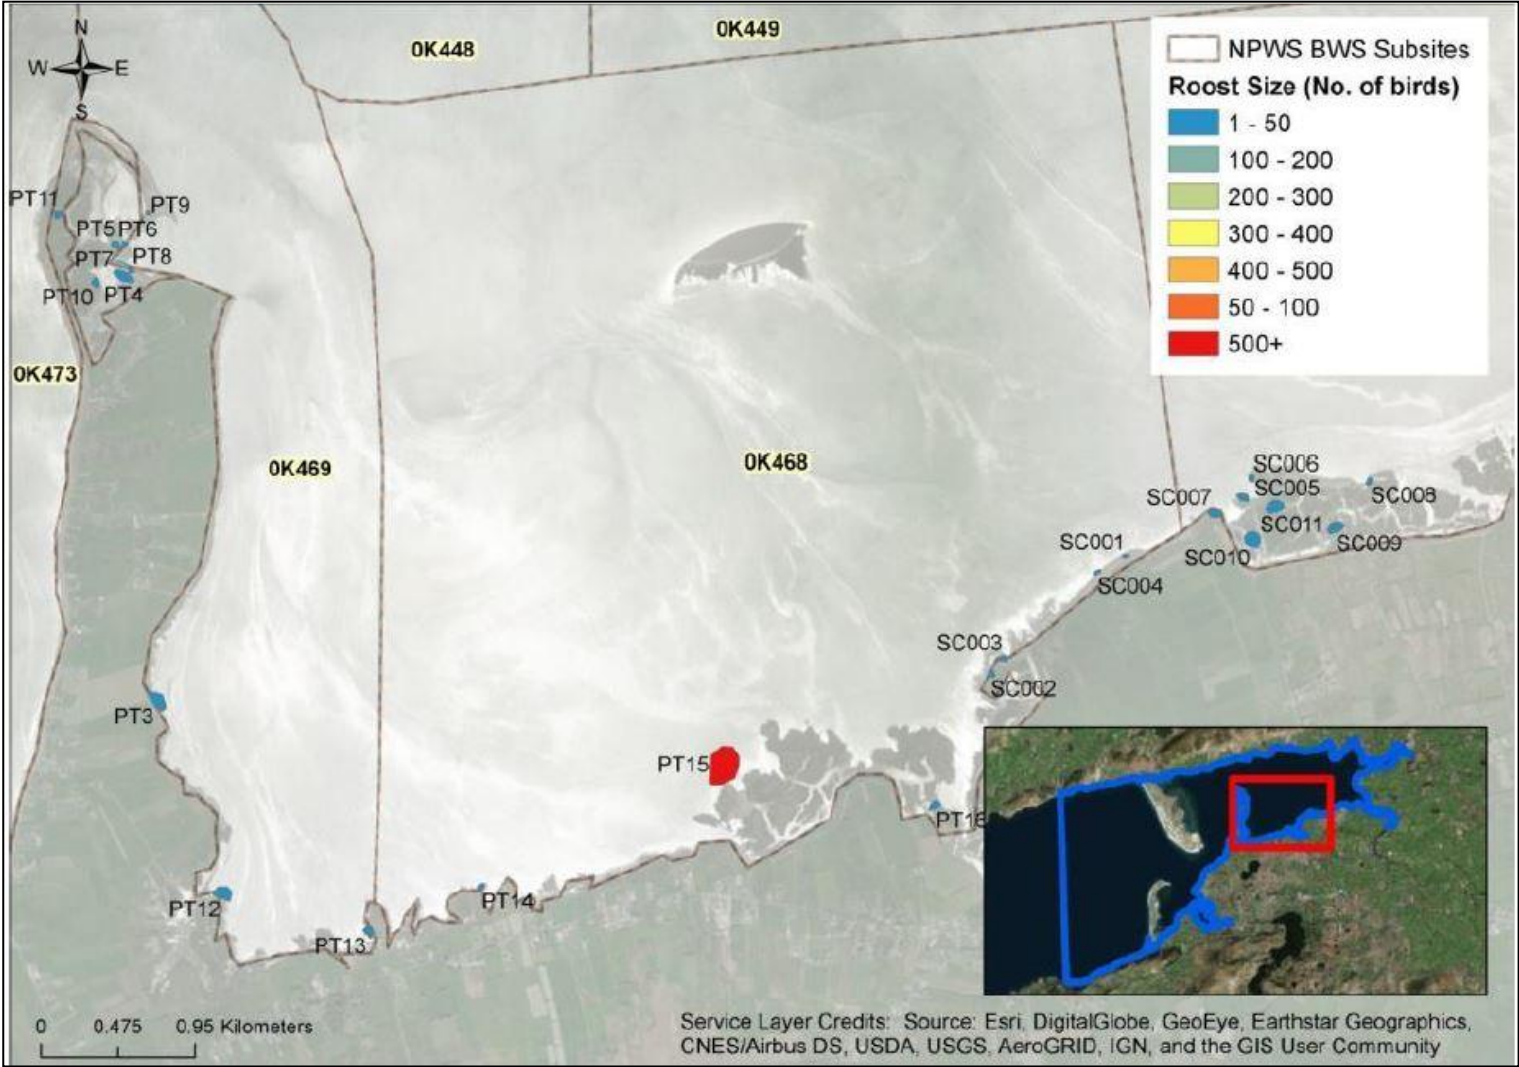 N
W E
S
0K448
0K449
NPWS BWS Subsites
Roost Size (No. of birds)
1 - 50
100 - 200
200 - 300
300 - 400
400 - 500
50 - 100
500+
PT11
PT9
PT5 PT6
PT7 PT8
PT10 PT4
0K473
0K469
0K468
SC006
SC005
SC007
SC008
SC011
SC010
SC009
SC001
SC004
SC003
SC002
PT3
PT15
PT12
PT13
PT14
0 0.475 0.95 Kilometers
Service Layer Credits: Source: Esri, DigitalGlobe, GeoEye, Earthstar Geographics,
CNES/Airbus DS, USDA, USGS, AeroGRID, IGN, and the GIS User Community